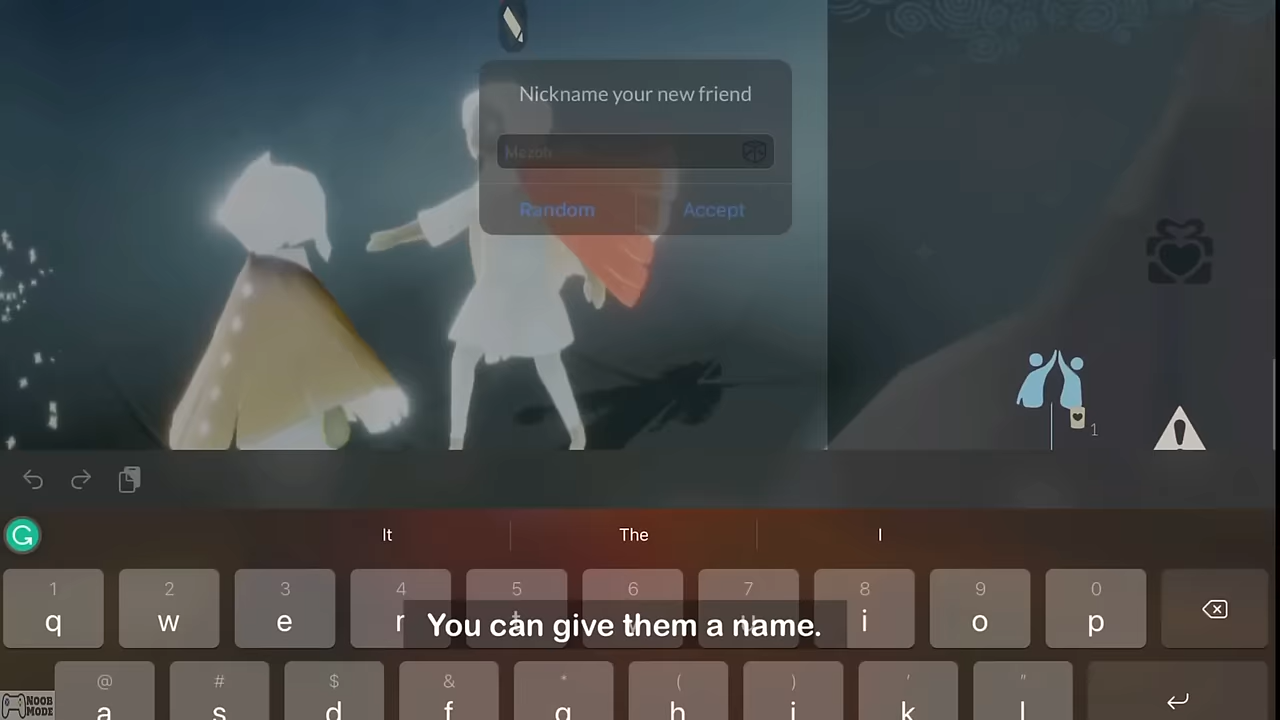 Nickname your new friend
Random
Accept
1
It
The
I
1 2 3 4 5 6 7 8 9 0
q w e r t i o p
You can give them a name.
@ # $ & * ( ) ' "
a s d f g h j k l
NOOB
MODE